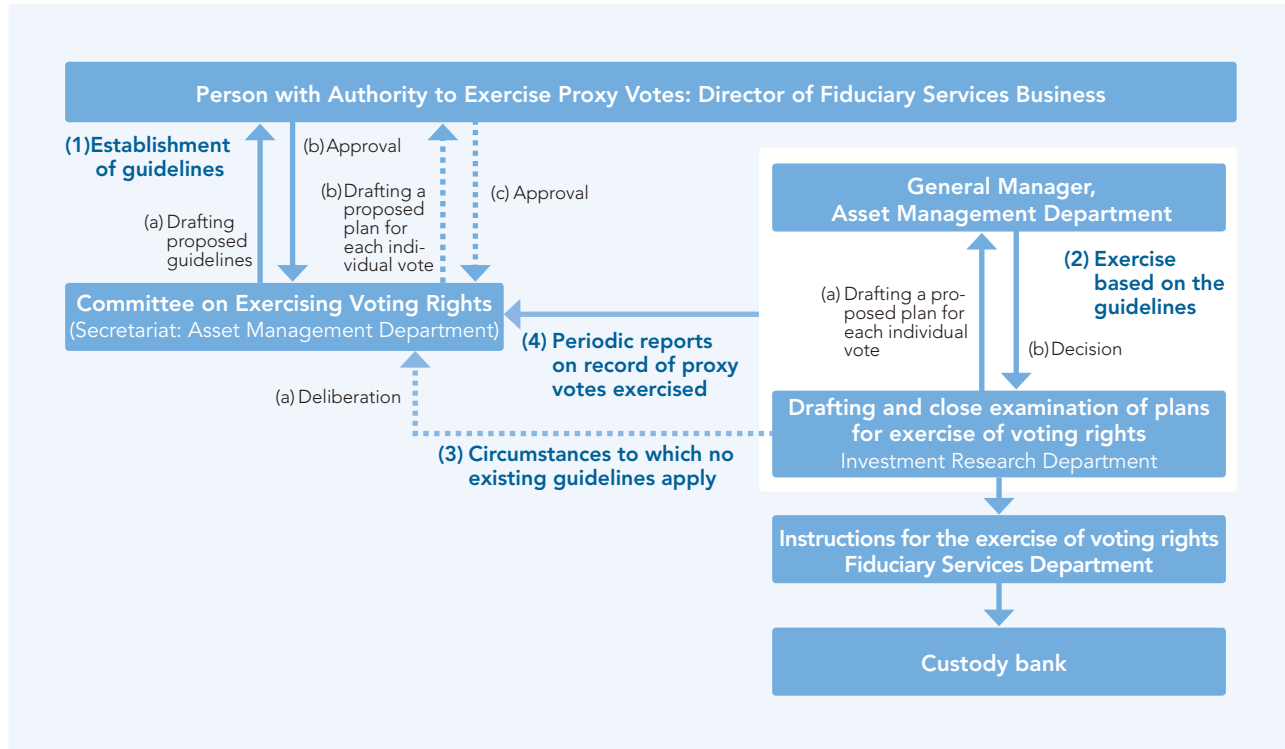 Person with Authority to Exercise Proxy Votes: Director of Fiduciary Services Business
(1)Establishment
of guidelines
(a) Drafting
proposed
guidelines
(b) Approval
(b) Drafting a
proposed
plan for
each indi-
vidual vote
(c) Approval
Committee on Exercising Voting Rights
(Secretariat: Asset Management Department)
(a) Deliberation
(4) Periodic reports
on record of proxy
votes exercised
(3) Circumstances to which no
existing guidelines apply
General Manager,
Asset Management Department
(a) Drafting a pro-
posed plan for
each individual
vote
(2) Exercise
based on the
guidelines
(b) Decision
Drafting and close examination of plans
for exercise of voting rights
Investment Research Department
Instructions for the exercise of voting rights
Fiduciary Services Department
Custody bank